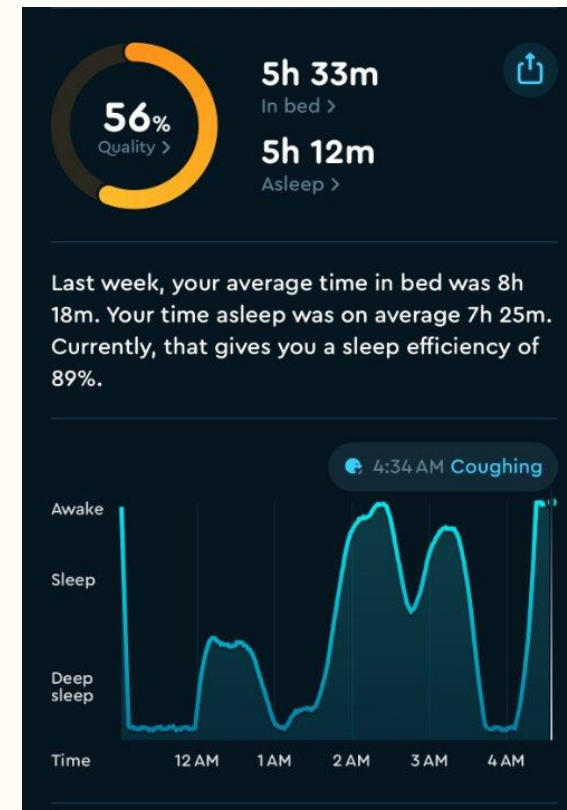 56%
Quality >
5h 33m
In bed >
5h 12m
Asleep >
Last week, your average time in bed was 8h
18m. Your time asleep was on average 7h 25m.
Currently, that gives you a sleep efficiency of
89%.
4:34 AM Coughing
Awake
Sleep
Deep
sleep
Time 12 AM 1 AM 2 AM 3 AM 4 AM